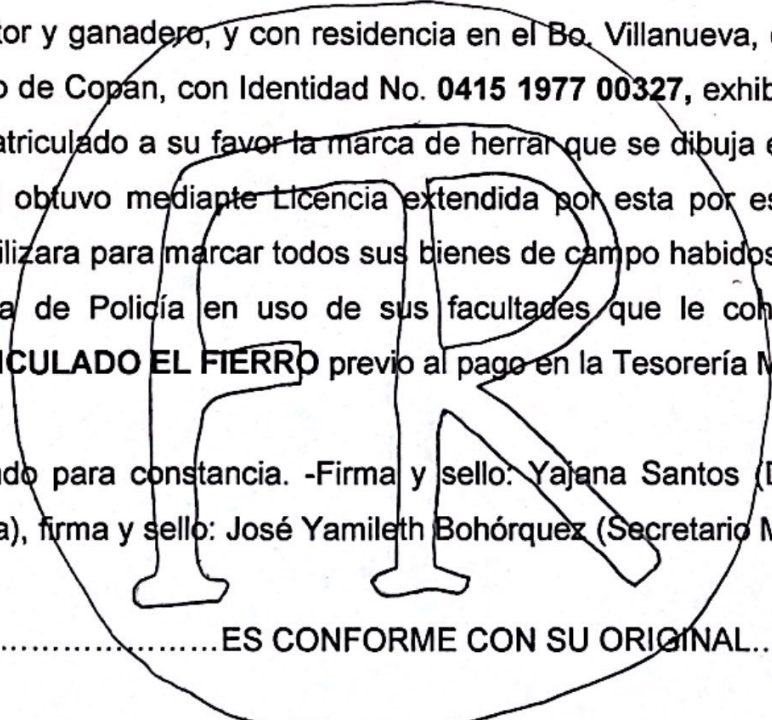 tor y ganadero, y con residencia en el Bo. Villanueva,
o de Copán, con Identidad No. 0415 1977 00327, exhib
atriculado a su favor la marca de herrar que se dibuja e
obtuvo mediante Licencia extendida por esta por es
ilizara para marcar todos sus bienes de campo habidos
a de Policía en uso de sus facultades que le coh
ICULADO EL FIERRO previo al pago en la Tesorería M
ndo para constancia. -Firma y sello: Yajana Santos (D
a), firma y sello: José Yamileth Bohórquez (Secretario M
......................ES CONFORME CON SU ORIGINAL..
FR